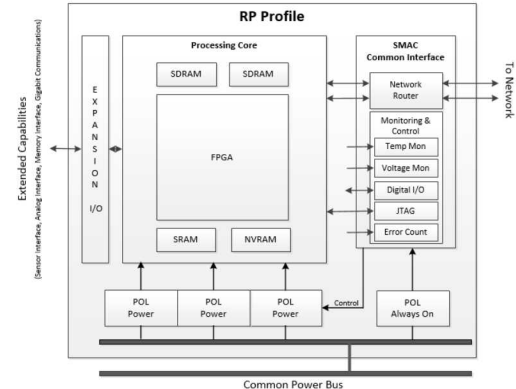 RP Profile
Extended Capabilities
(Sensor Interface, Analog Interface, Memory Interface, Gigabit Communications)
EXPANSION
I/O
Processing Core
SDRAM
SDRAM
FPGA
SRAM
NVRAM
SMAC
Common Interface
Network
Router
Monitoring &
Control
Temp Mon
Voltage Mon
Digital I/O
JTAG
Error Count
To Network
POL
Power
POL
Power
POL
Power
Control
POL
Always On
Common Power Bus